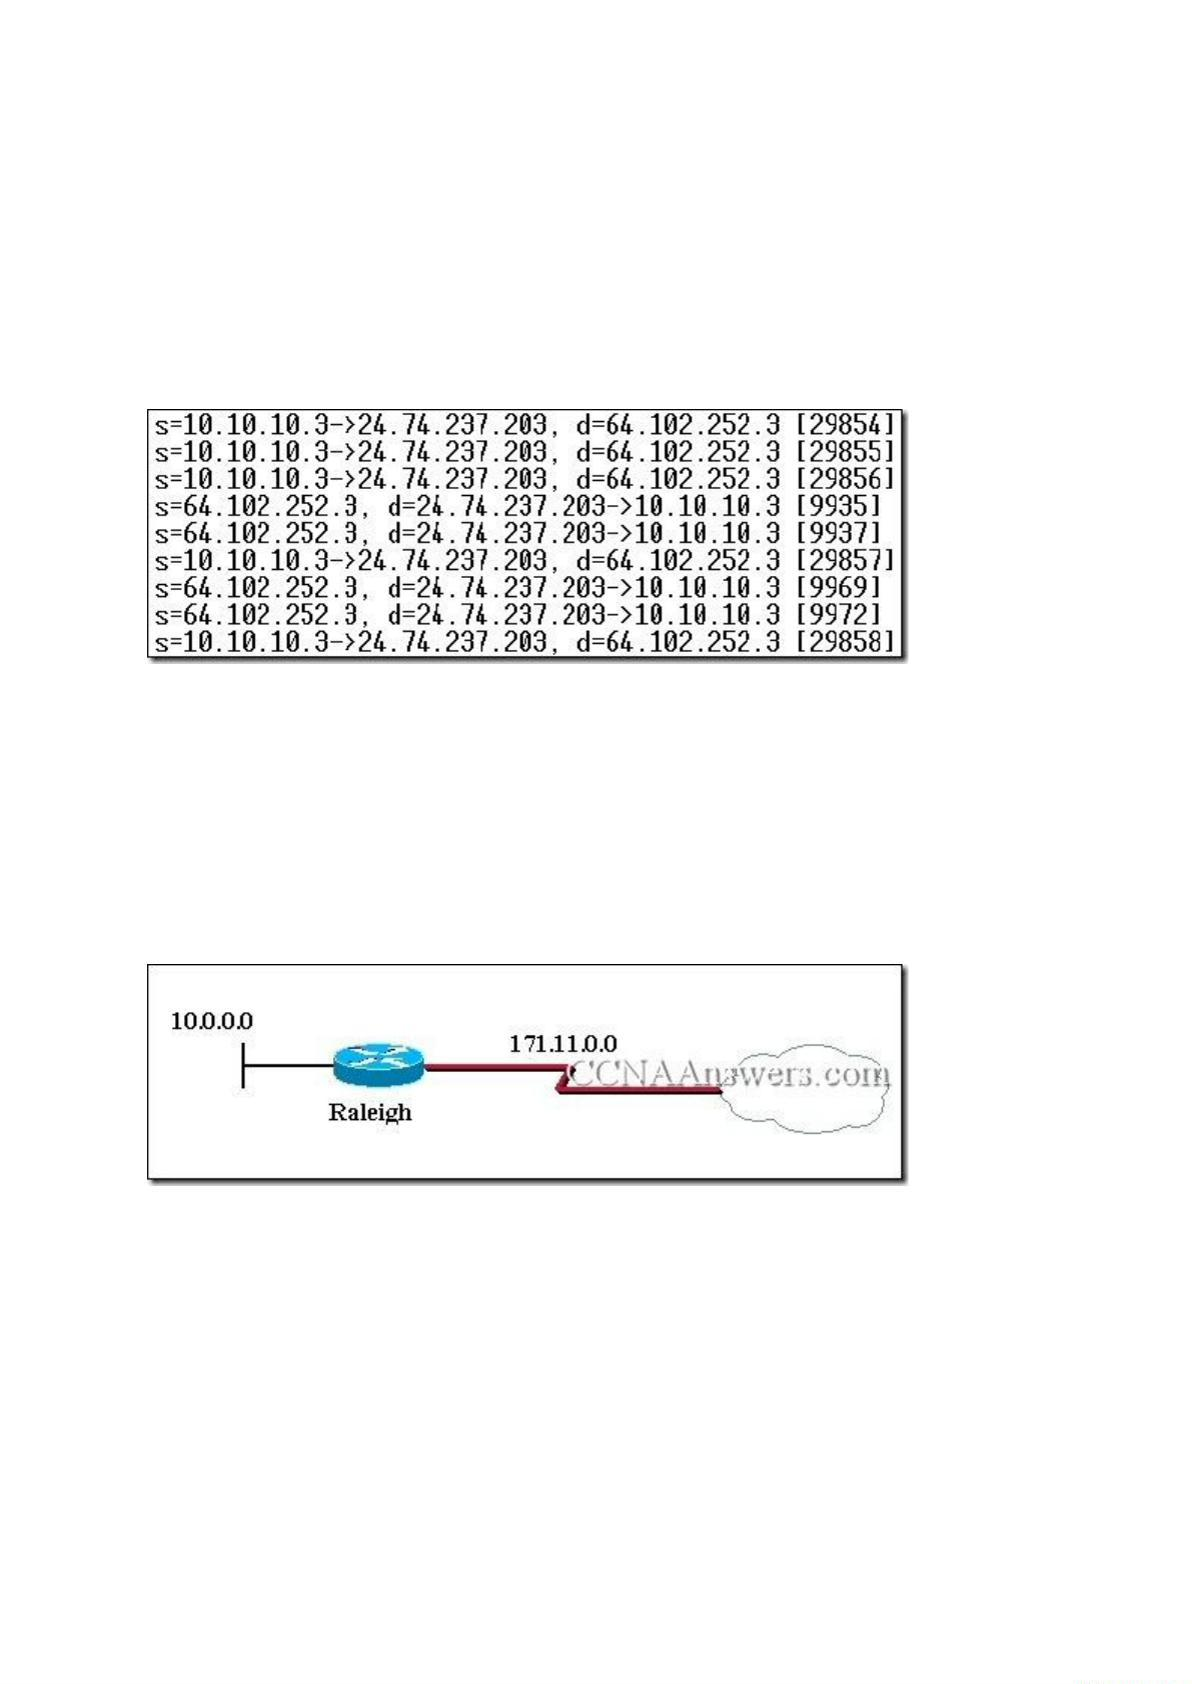 s=10.10.10.3->24.74.237.203, d=64.102.252.3 [29854]
s=10.10.10.3->24.74.237.203, d=64.102.252.3 [29855]
s=10.10.10.3->24.74.237.203, d=64.102.252.3 [29856]
s=64.102.252.3, d=24.74.237.203->10.10.10.3 [9935]
s=64.102.252.3, d=24.74.237.203->10.10.10.3 [9937]
s=10.10.10.3->24.74.237.203, d=64.102.252.3 [29857]
s=64.102.252.3, d=24.74.237.203->10.10.10.3 [9969]
s=64.102.252.3, d=24.74.237.203->10.10.10.3 [9972]
s=10.10.10.3->24.74.237.203, d=64.102.252.3 [29858]
10.0.0.0
171.11.0.0
CCNAAnswers.com
Raleigh